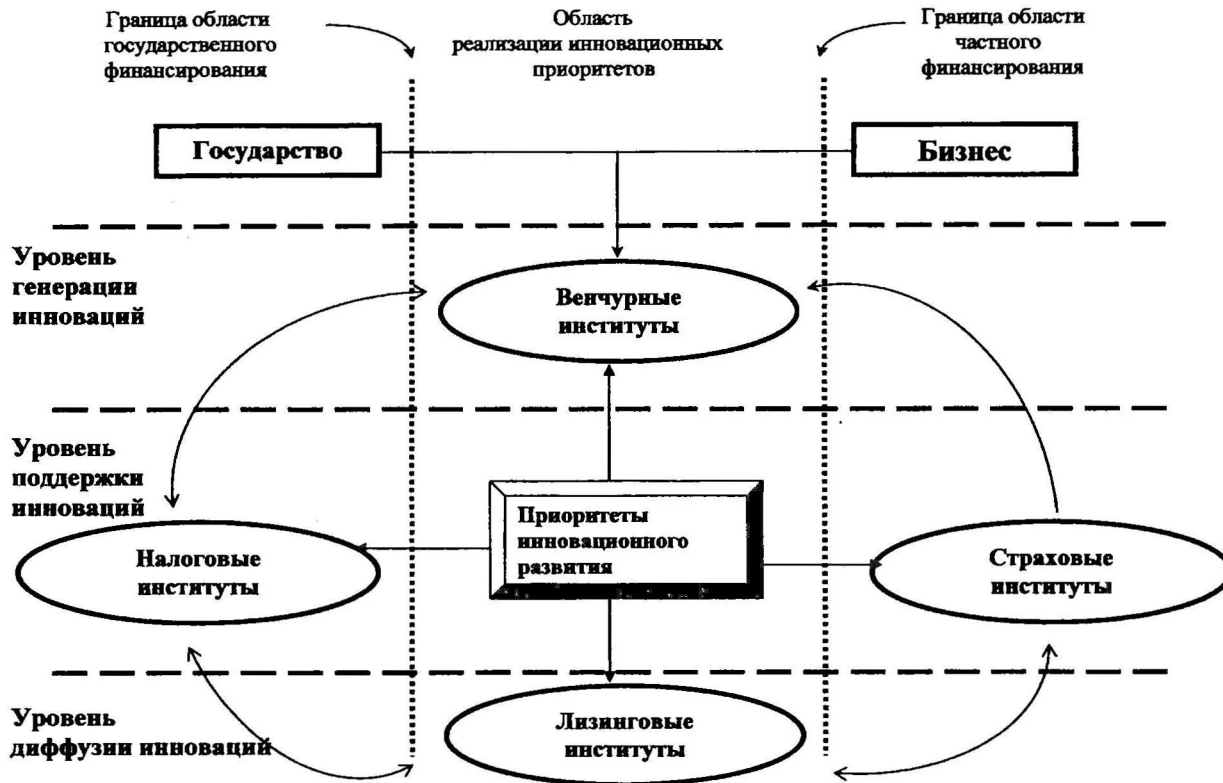 Граница области
государственного
финансирования
Область
реализации инновационных
приоритетов
Граница области
частного
финансирования
Государство
Бизнес
Уровень
генерации
инноваций
Венчурные
институты
Уровень
поддержки
инноваций
Приоритеты
инновационного
развития
Налоговые
институты
Страховые
институты
Уровень
диффузии инноваций
Лизинговые
институты